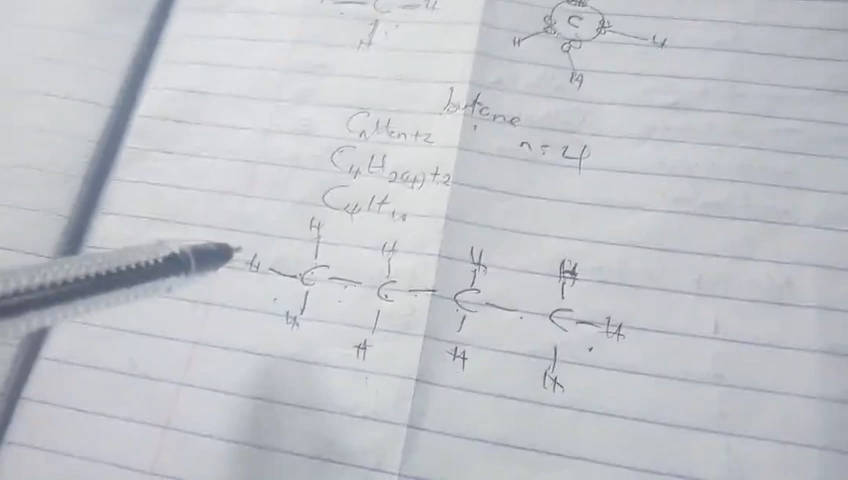 C H
H
C
H H
H
butane
CnH2n+2 n = 4
C4H2(4)+2
C4H10
H H H H
H - C - C - C - C - H
H H H H